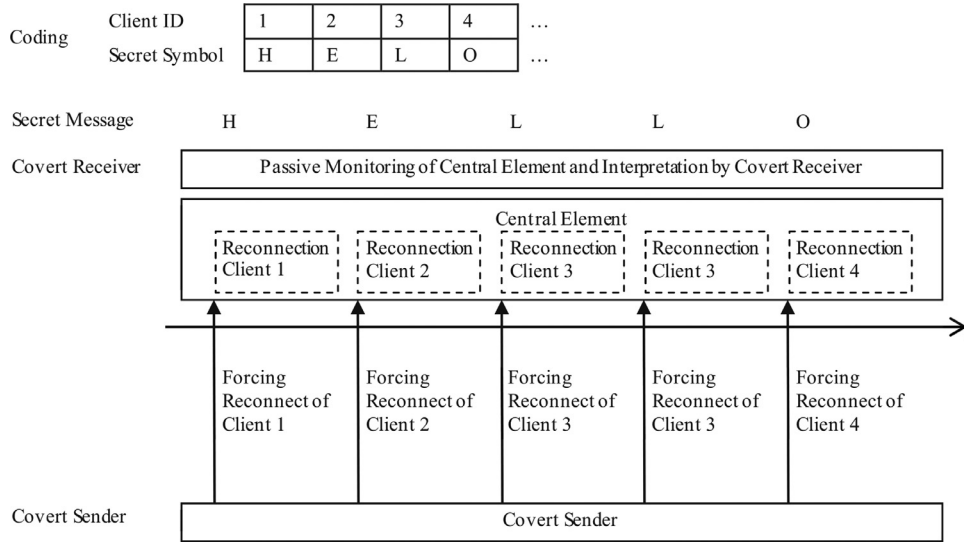 Coding
Client ID 1 2 3 4 ...
Secret Symbol H E L O ...
Secret Message H E L L O
Covert Receiver Passive Monitoring of Central Element and Interpretation by Covert Receiver
Central Element
Reconnection Reconnection Reconnection Reconnection Reconnection
Client 1 Client 2 Client 3 Client 3 Client 4
Forcing Forcing Forcing Forcing Forcing
Reconnect of Reconnect of Reconnect of Reconnect of Reconnect of
Client 1 Client 2 Client 3 Client 3 Client 4
Covert Sender Covert Sender